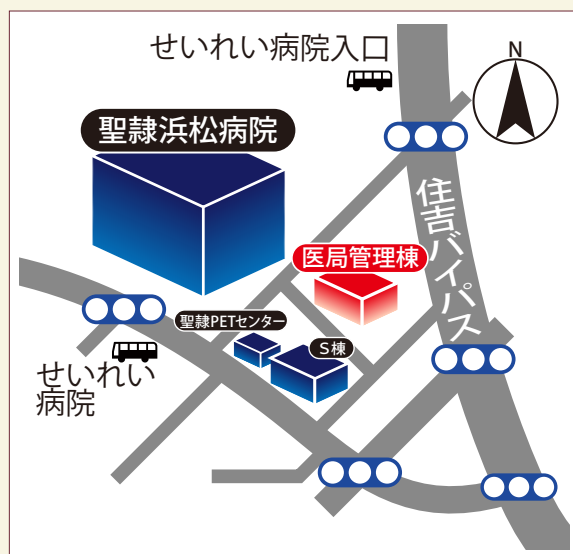 せいれい病院入口
N
聖隷浜松病院
住吉バイパス
医局管理棟
聖隷PETセンター
S棟
せいれい
病院